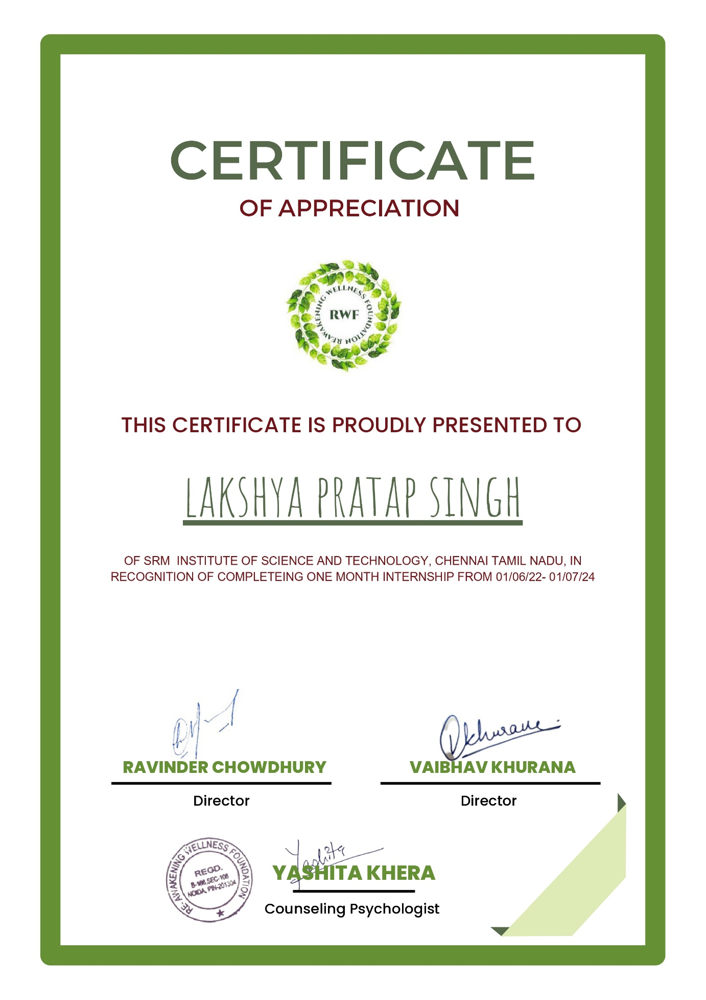 CERTIFICATE
OF APPRECIATION
REAWAKENING WELLNESS FOUNDATION
RWF
THIS CERTIFICATE IS PROUDLY PRESENTED TO
LAKSHYA PRATAP SINGH
OF SRM INSTITUTE OF SCIENCE AND TECHNOLOGY, CHENNAI TAMIL NADU, IN
RECOGNITION OF COMPLETEING ONE MONTH INTERNSHIP FROM 01/06/22- 01/07/24
Khurana
RAVINDER CHOWDHURY
VAIBHAV KHURANA
Director
Director
RE-AWAKENING WELLNESS FOUNDATION
REGD.
SEC-108
NOIDA, PIN-201304
Yashita
YASHITA KHERA
Counseling Psychologist